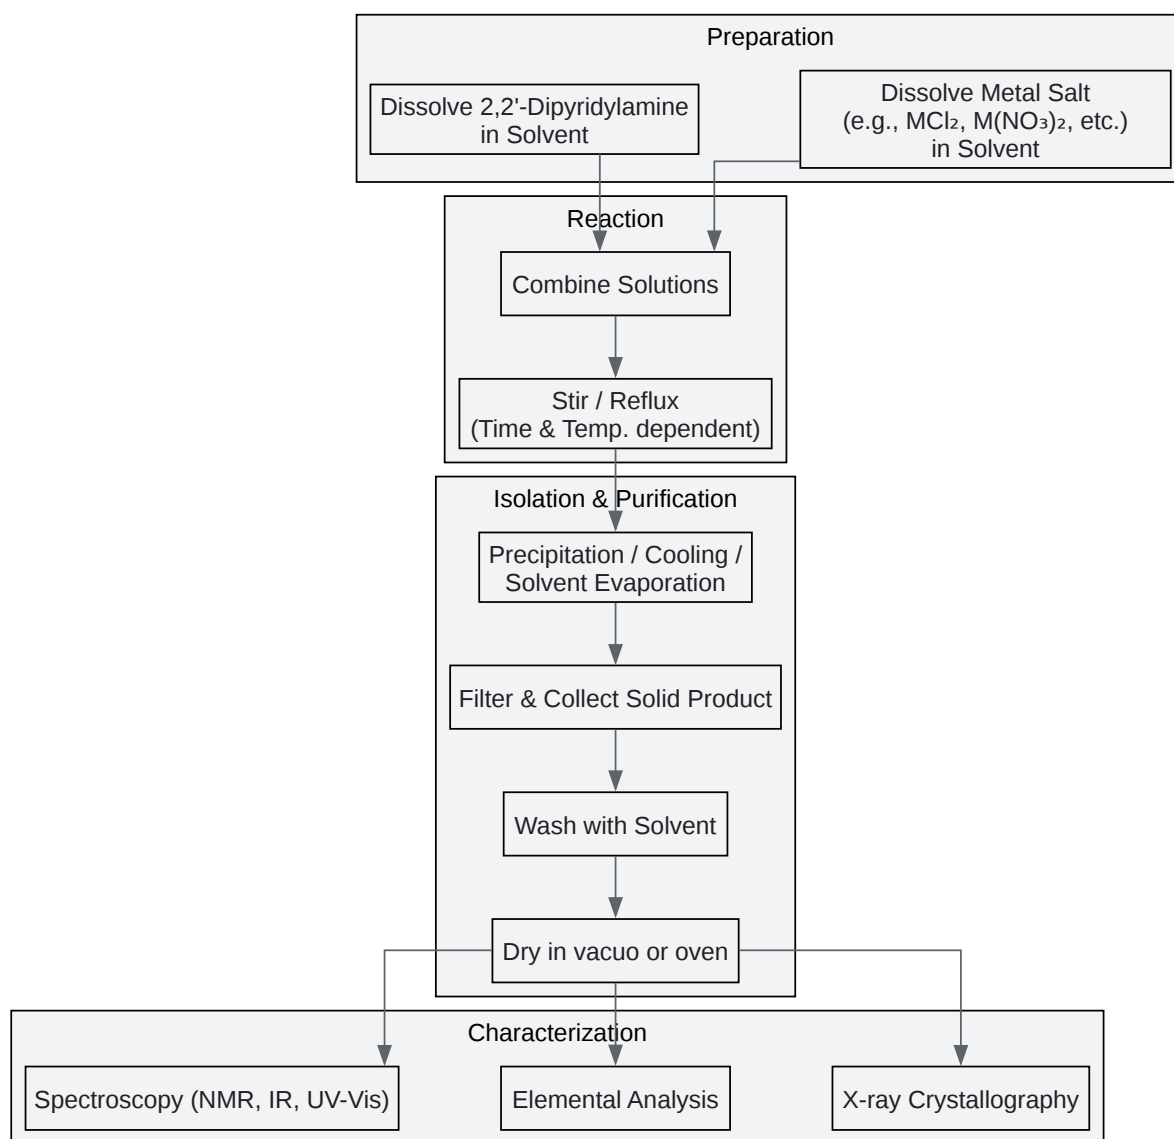 Preparation
Dissolve 2,2'-Dipyridylamine
in Solvent
Dissolve Metal Salt
(e.g., MCl₂, M(NO₃)₂, etc.)
in Solvent
Reaction
Combine Solutions
Stir / Reflux
(Time & Temp. dependent)
Isolation & Purification
Precipitation / Cooling /
Solvent Evaporation
Filter & Collect Solid Product
Wash with Solvent
Dry in vacuo or oven
Characterization
Spectroscopy (NMR, IR, UV-Vis)
Elemental Analysis
X-ray Crystallography